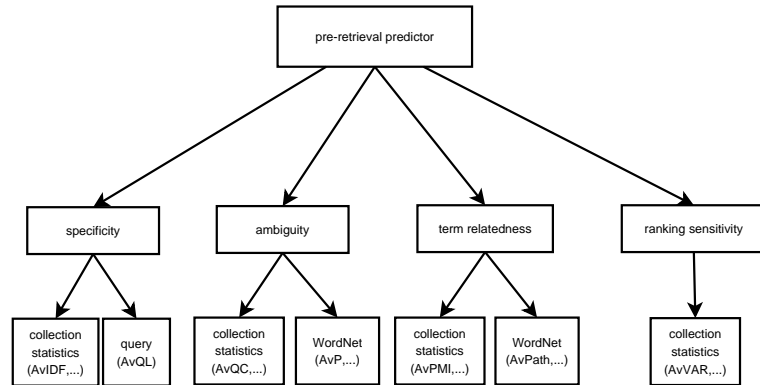 pre-retrieval predictor
specificity
ambiguity
term relatedness
ranking sensitivity
collection
statistics
(AvIDF,...)
query
(AvQL)
collection
statistics
(AvQC,...)
WordNet
(AvP,...)
collection
statistics
(AvPMI,...)
WordNet
(AvPath,...)
collection
statistics
(AvVAR,...)